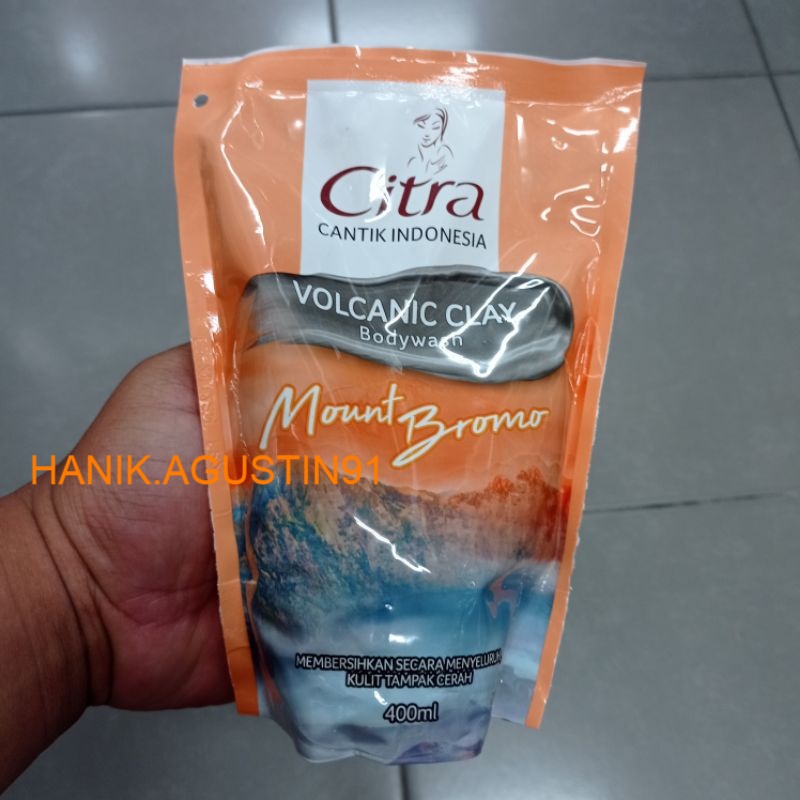 Citra
CANTIK INDONESIA
VOLCANIC CLAY
Bodywash
Mount Bromo
HANIK.AGUSTIN91
MEMBERSIHKAN SECARA MENYELURUH
KULIT TAMPAK CERAH
400ml